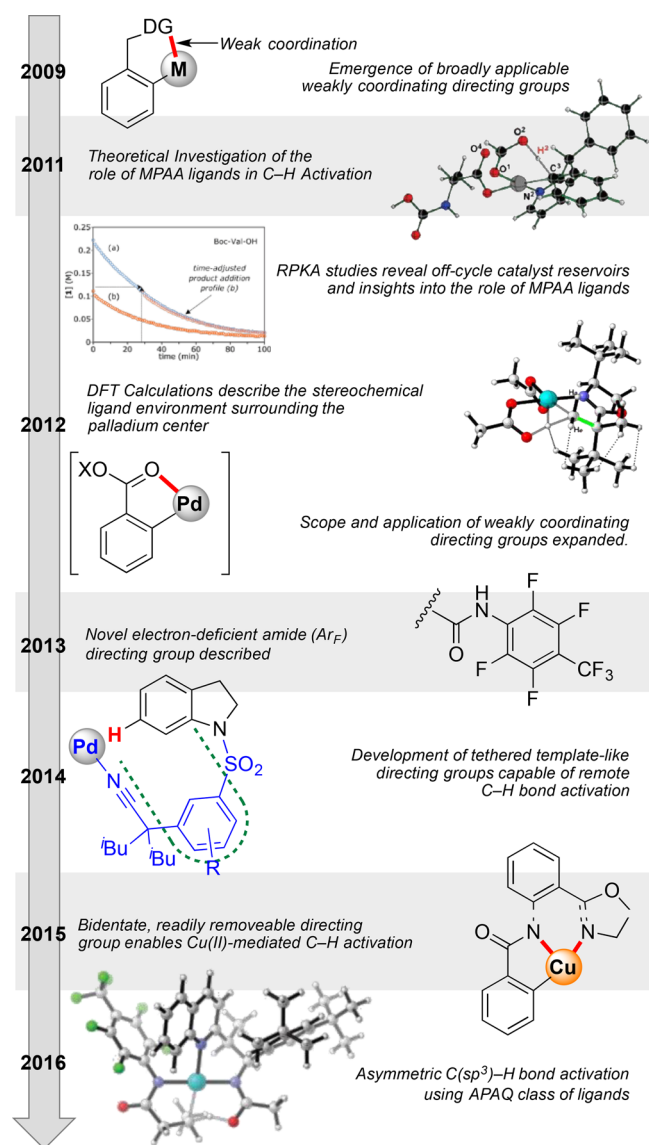 DG
Weak coordination
M
2009
Emergence of broadly applicable
weakly coordinating directing groups
2011
Theoretical Investigation of the
role of MPAA ligands in C–H Activation
O²
H²
O⁴
O¹
C³
N²
0.25
0.2
0.15
0.1
0.05
0
[1] (M)
(a)
(b)
Boc-Val-OH
time-adjusted
product addition
profile (b)
0 20 40 60 80 100
time (min)
RPKA studies reveal off-cycle catalyst reservoirs
and insights into the role of MPAA ligands
2012
DFT Calculations describe the stereochemical
ligand environment surrounding the
palladium center
XO
O
Pd
Scope and application of weakly coordinating
directing groups expanded.
2013
Novel electron-deficient amide (ArF)
directing group described
H
N
O
F
F
F
F
CF₃
2014
Pd
H
N
SO₂
N
iBu
iBu
R
Development of tethered template-like
directing groups capable of remote
C–H bond activation
2015
Bidentate, readily removeable directing
group enables Cu(II)-mediated C–H activation
O
O
N
N
Cu
2016
Asymmetric C(sp³)–H bond activation
using APAQ class of ligands